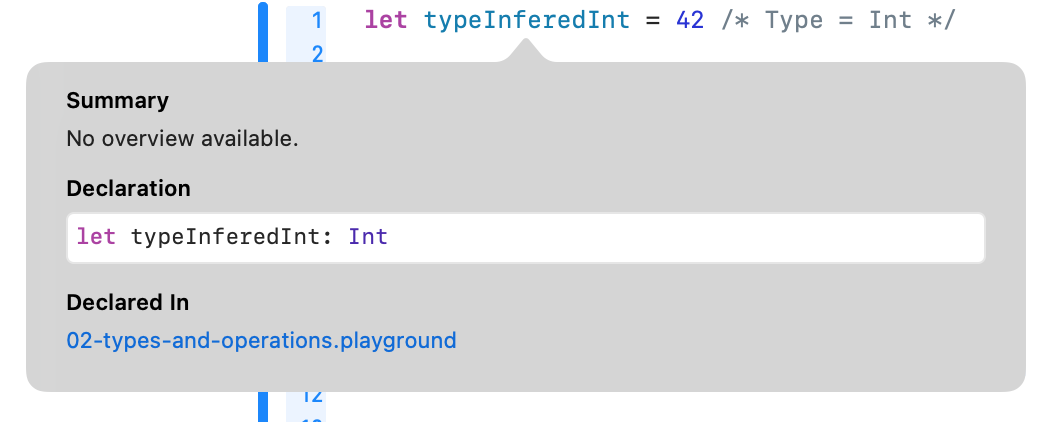 1 let typeInferedInt = 42 /* Type = Int */
2
Summary
No overview available.
Declaration
let typeInferedInt: Int
Declared In
02-types-and-operations.playground
12